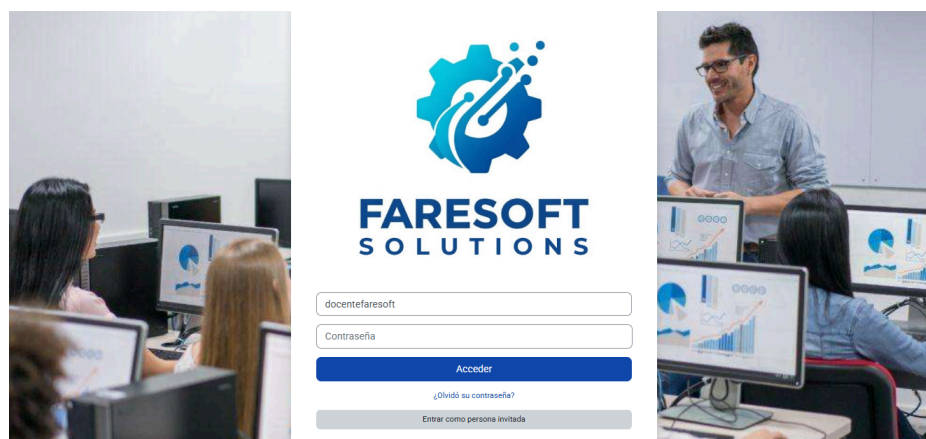 FARESOFT
SOLUTIONS
docentefaresoft
Contraseña
Acceder
¿Olvidó su contraseña?
Entrar como persona invitada